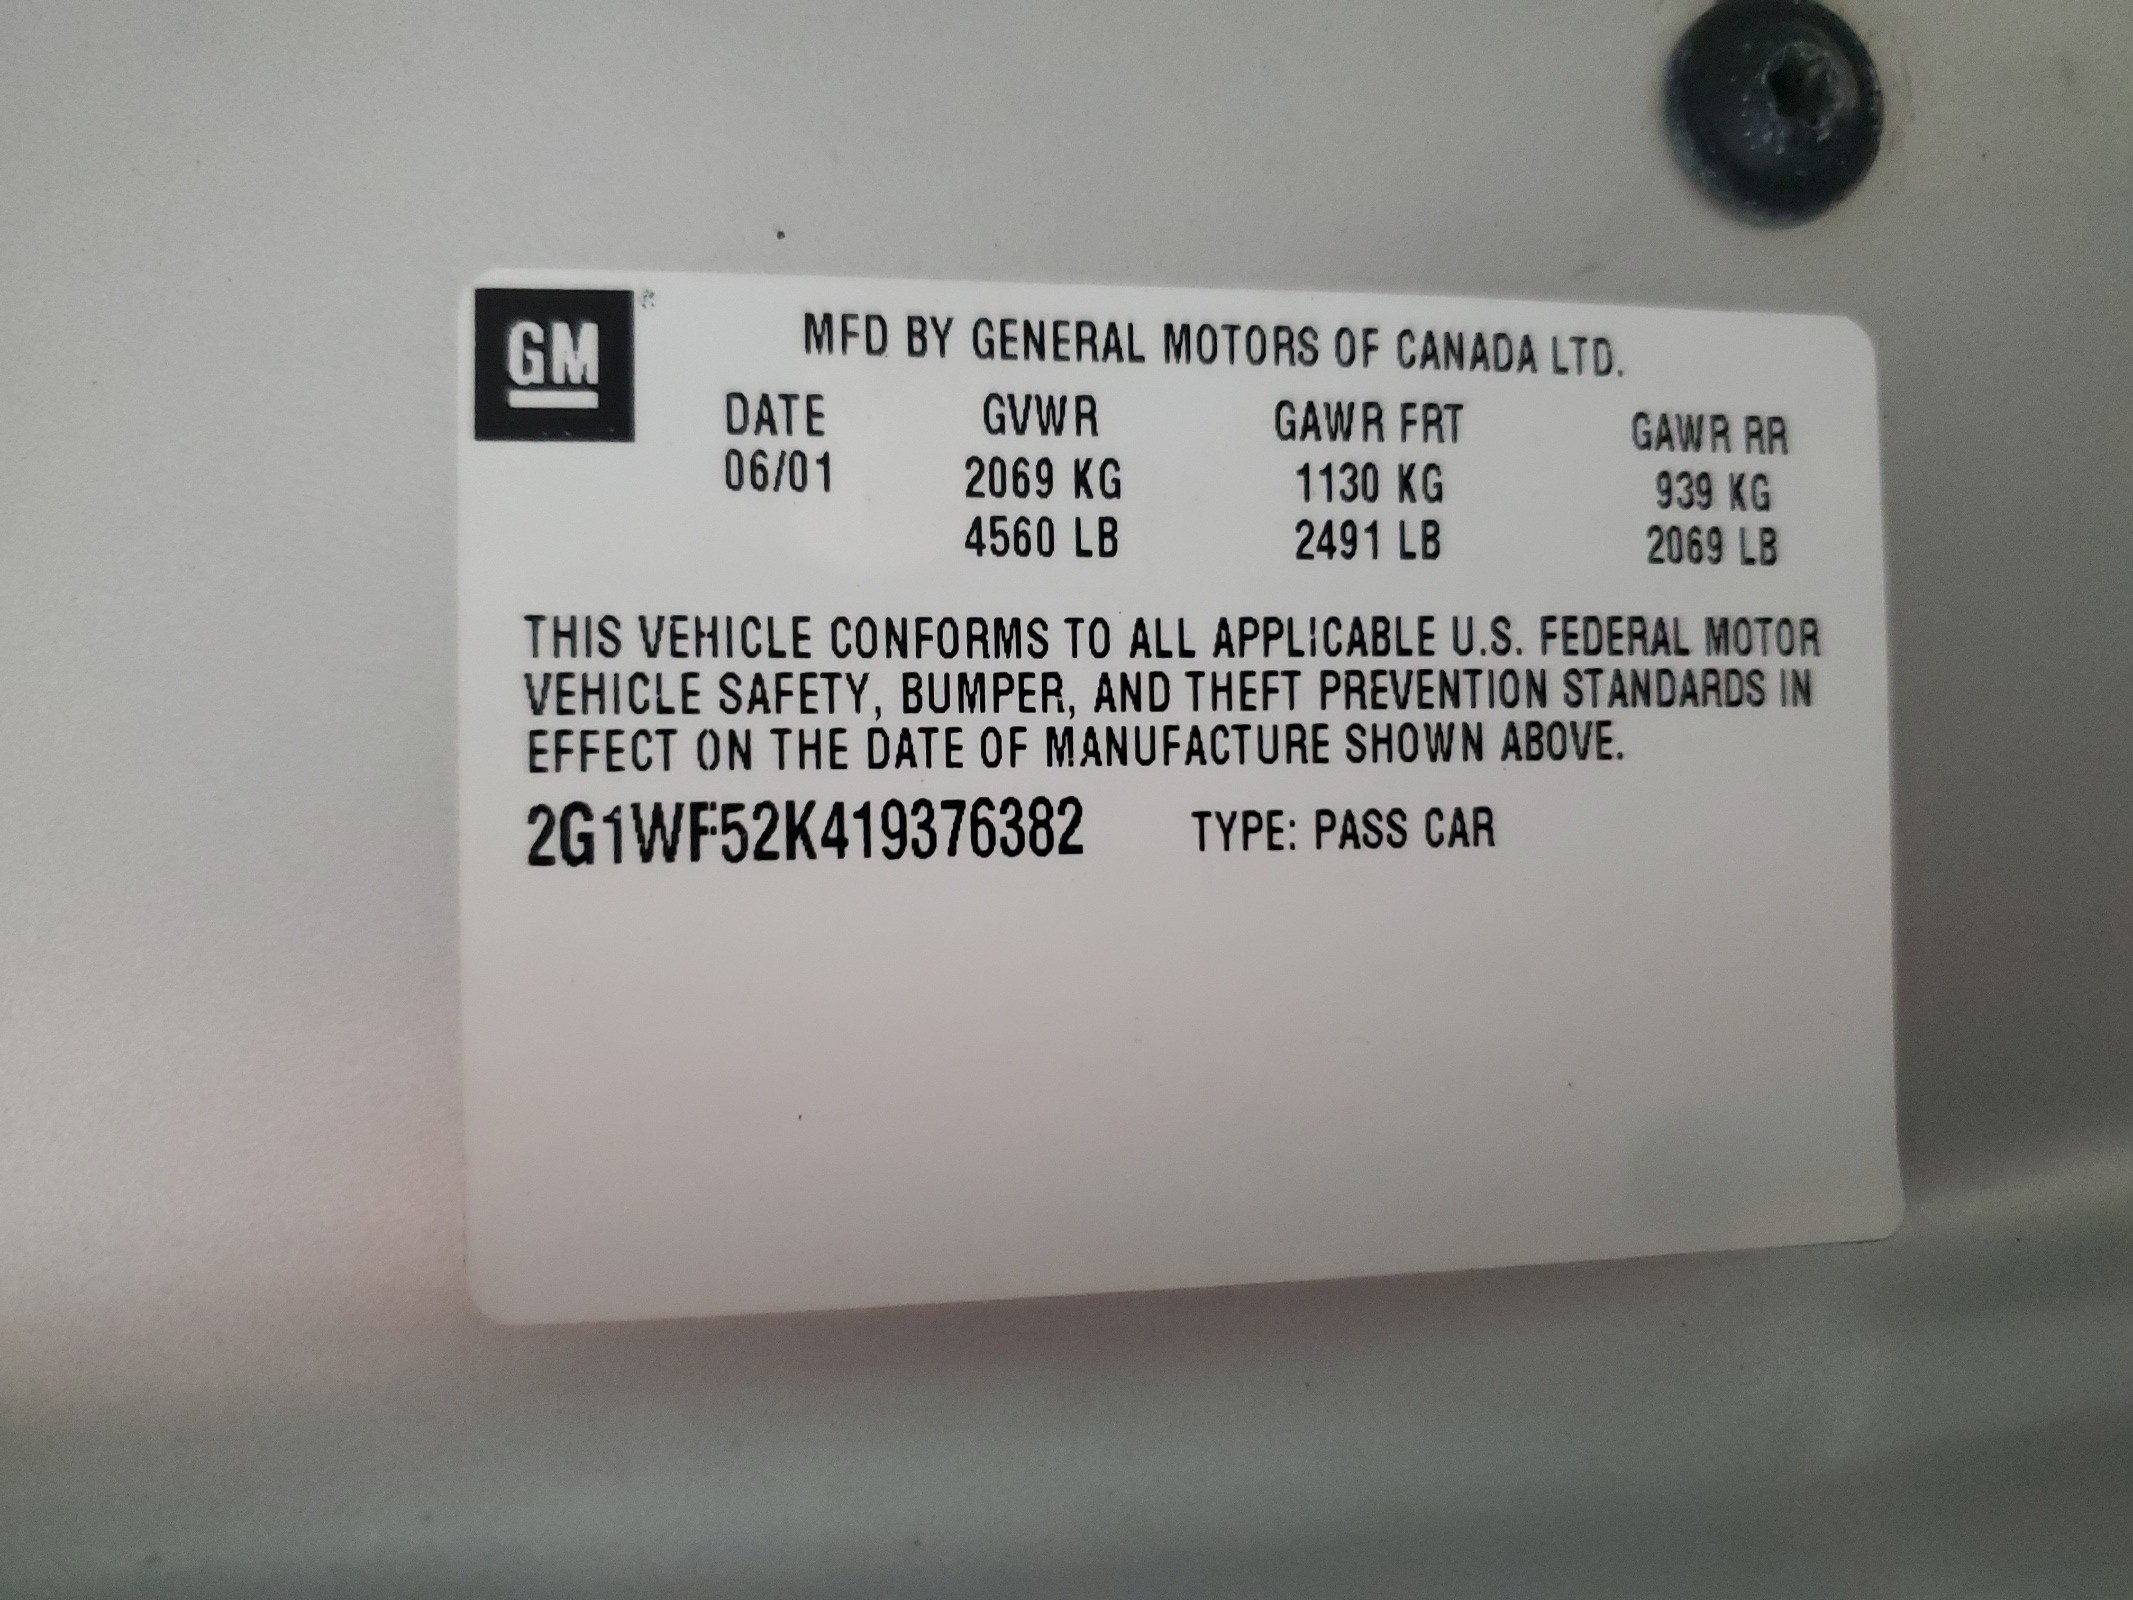 GM ®
MFD BY GENERAL MOTORS OF CANADA LTD.
DATE GVWR GAWR FRT GAWR RR
06/01 2069 KG 1130 KG 939 KG
4560 LB 2491 LB 2069 LB
THIS VEHICLE CONFORMS TO ALL APPLICABLE U.S. FEDERAL MOTOR
VEHICLE SAFETY, BUMPER, AND THEFT PREVENTION STANDARDS IN
EFFECT ON THE DATE OF MANUFACTURE SHOWN ABOVE.
2G1WF52K419376382 TYPE: PASS CAR